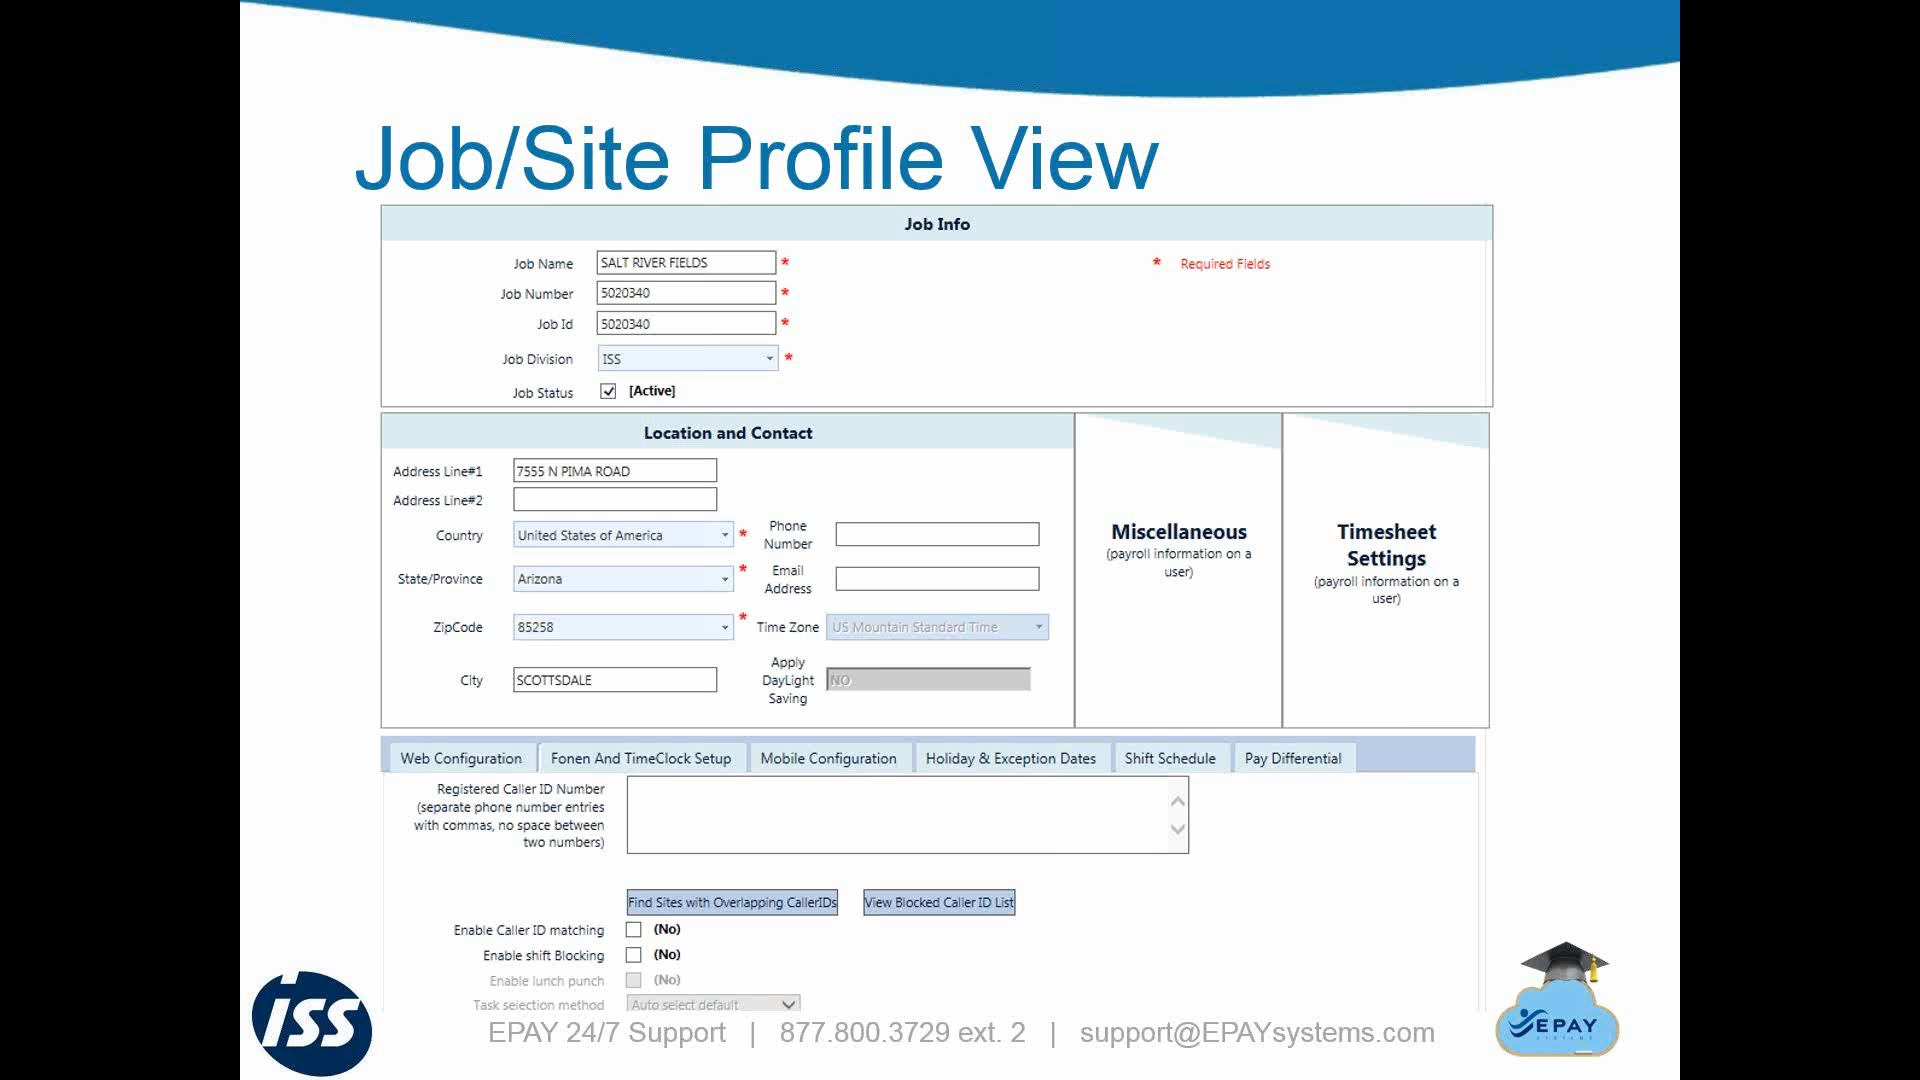 Job/Site Profile View
Job Info
Job Name SALT RIVER FIELDS * * Required Fields
Job Number 5020340 *
Job Id 5020340 *
Job Division ISS *
Job Status [Active]
Location and Contact
Address Line#1 7555 N PIMA ROAD
Address Line#2
Country United States of America *
Phone
Number
State/Province Arizona *
Email
Address
ZipCode 85258 * Time Zone US Mountain Standard Time
City SCOTTSDALE
Apply
DayLight
Saving
NO
Miscellaneous
(payroll information on a
user)
Timesheet
Settings
(payroll information on a
user)
Web Configuration Fonen And TimeClock Setup Mobile Configuration Holiday & Exception Dates Shift Schedule Pay Differential
Registered Caller ID Number
(separate phone number entries
with commas, no space between
two numbers)
Find Sites with Overlapping CallerIDs View Blocked Caller ID List
Enable Caller ID matching (No)
Enable shift Blocking (No)
Enable lunch punch (No)
Task selection method Auto select default
EPAY 24/7 Support | 877.800.3729 ext. 2 | support@EPAYsystems.com
ISS
EPAY
SYSTEMS